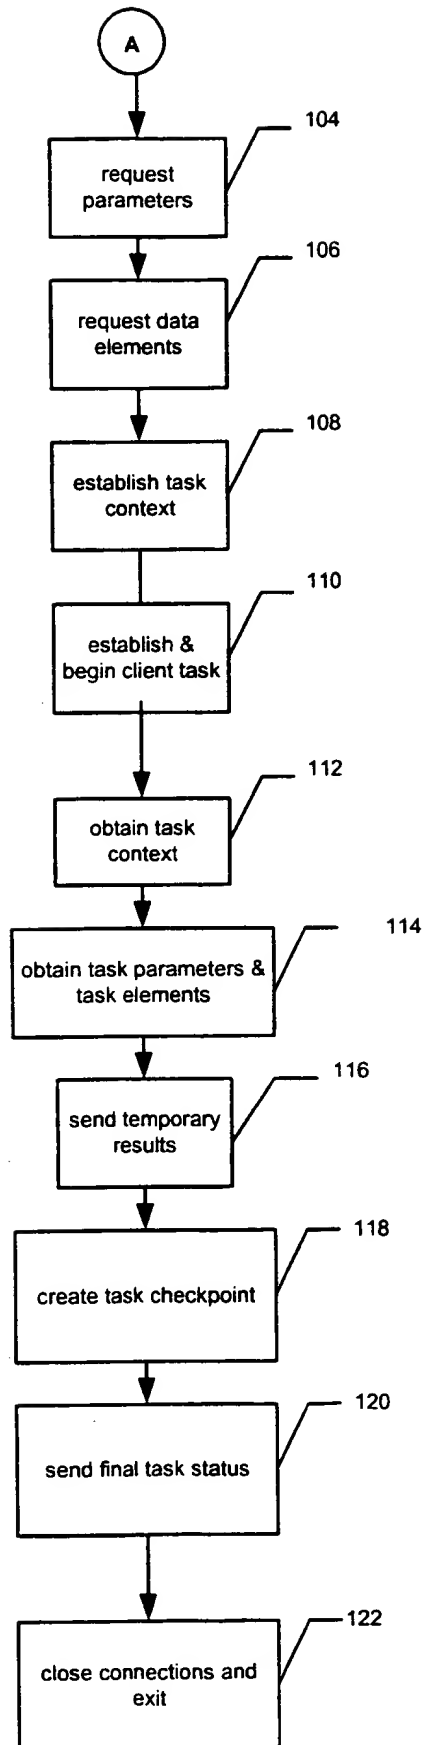 A
104
request
parameters
106
request data
elements
108
establish task
context
110
establish &
begin client task
112
obtain task
context
114
obtain task parameters &
task elements
116
send temporary
results
118
create task checkpoint
120
send final task status
122
close connections and
exit